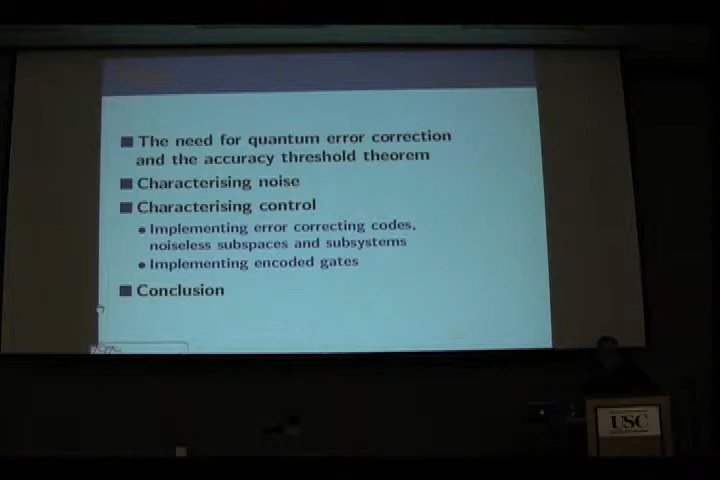 The need for quantum error correction
and the accuracy threshold theorem
Characterising noise
Characterising control
Implementing error correcting codes,
noiseless subspaces and subsystems
Implementing encoded gates
Conclusion
USC